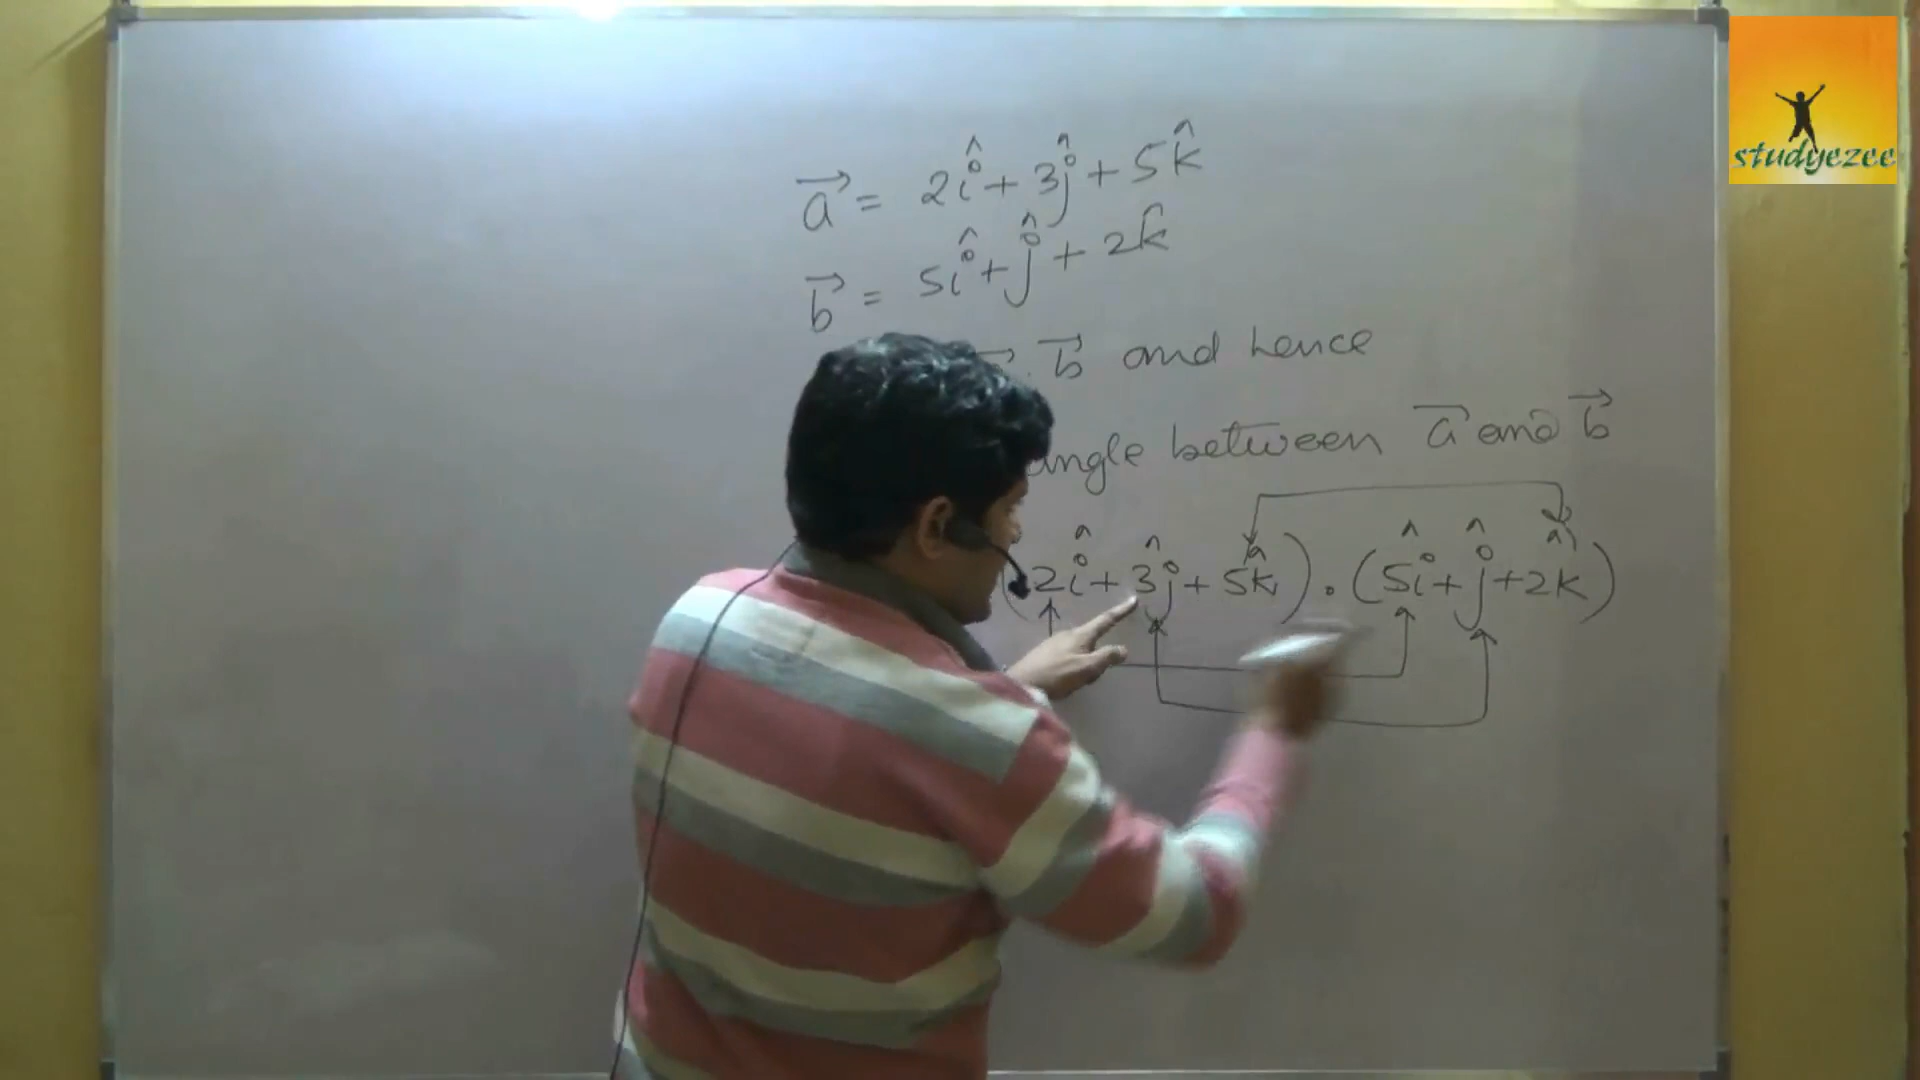 studyezee
a⃗ = 2î + 3ĵ + 5k̂
b⃗ = 5î + ĵ + 2k̂
. b⃗ and hence
angle between a⃗ and b⃗
(2î + 3ĵ + 5k̂) . (5î + ĵ + 2k̂)